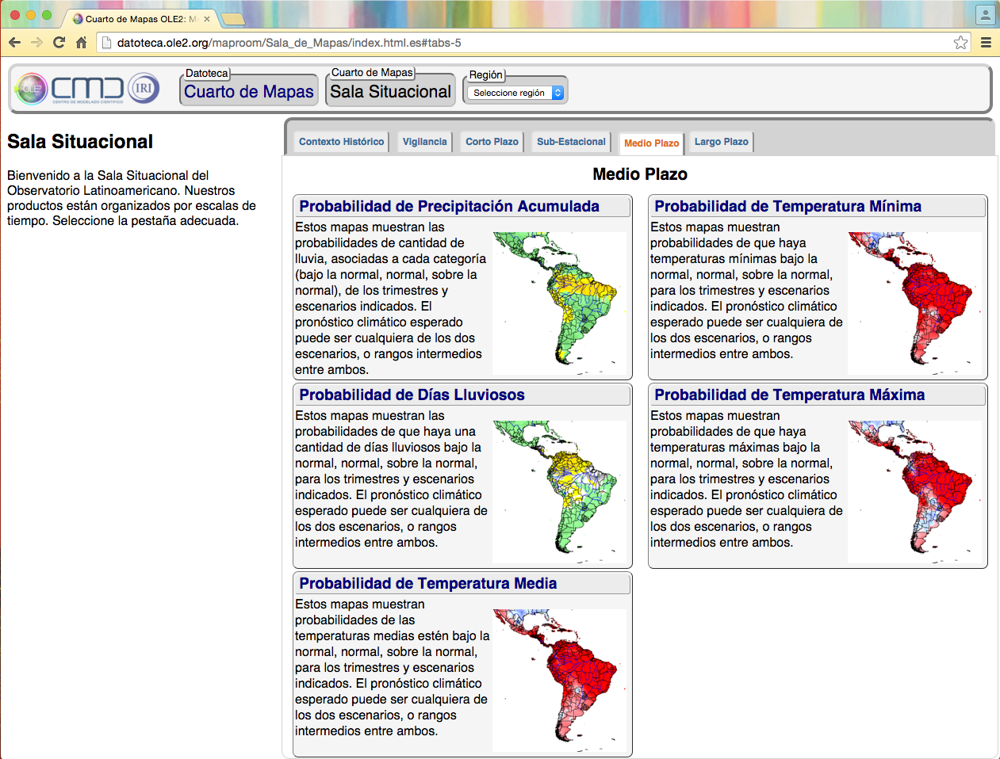 Cuarto de Mapas OLE2: M
datoteca.ole2.org/maproom/Sala_de_Mapas/index.html.es#tabs-5
OLE2
CMC
CENTRO DE MODELADO CIENTIFICO
IRI
Datoteca
Cuarto de Mapas
Cuarto de Mapas
Sala Situacional
Región
Seleccione región
Sala Situacional
Bienvenido a la Sala Situacional del
Observatorio Latinoamericano. Nuestros
productos están organizados por escalas de
tiempo. Seleccione la pestaña adecuada.
Contexto Histórico
Vigilancia
Corto Plazo
Sub-Estacional
Medio Plazo
Largo Plazo
Medio Plazo
Probabilidad de Precipitación Acumulada
Estos mapas muestran las
probabilidades de cantidad de
lluvia, asociadas a cada categoría
(bajo la normal, normal, sobre la
normal), de los trimestres y
escenarios indicados. El
pronóstico climático esperado
puede ser cualquiera de los dos
escenarios, o rangos intermedios
entre ambos.
Probabilidad de Temperatura Mínima
Estos mapas muestran
probabilidades de que haya
temperaturas mínimas bajo la
normal, normal, sobre la normal,
para los trimestres y escenarios
indicados. El pronóstico climático
esperado puede ser cualquiera de
los dos escenarios, o rangos
intermedios entre ambos.
Probabilidad de Días Lluviosos
Estos mapas muestran las
probabilidades de que haya una
cantidad de días lluviosos bajo la
normal, normal, sobre la normal,
para los trimestres y escenarios
indicados. El pronóstico climático
esperado puede ser cualquiera de
los dos escenarios, o rangos
intermedios entre ambos.
Probabilidad de Temperatura Máxima
Estos mapas muestran
probabilidades de que haya
temperaturas máximas bajo la
normal, normal, sobre la normal,
para los trimestres y escenarios
indicados. El pronóstico climático
esperado puede ser cualquiera de
los dos escenarios, o rangos
intermedios entre ambos.
Probabilidad de Temperatura Media
Estos mapas muestran
probabilidades de las
temperaturas medias estén bajo la
normal, normal, sobre la normal,
para los trimestres y escenarios
indicados. El pronóstico climático
esperado puede ser cualquiera de
los dos escenarios, o rangos
intermedios entre ambos.